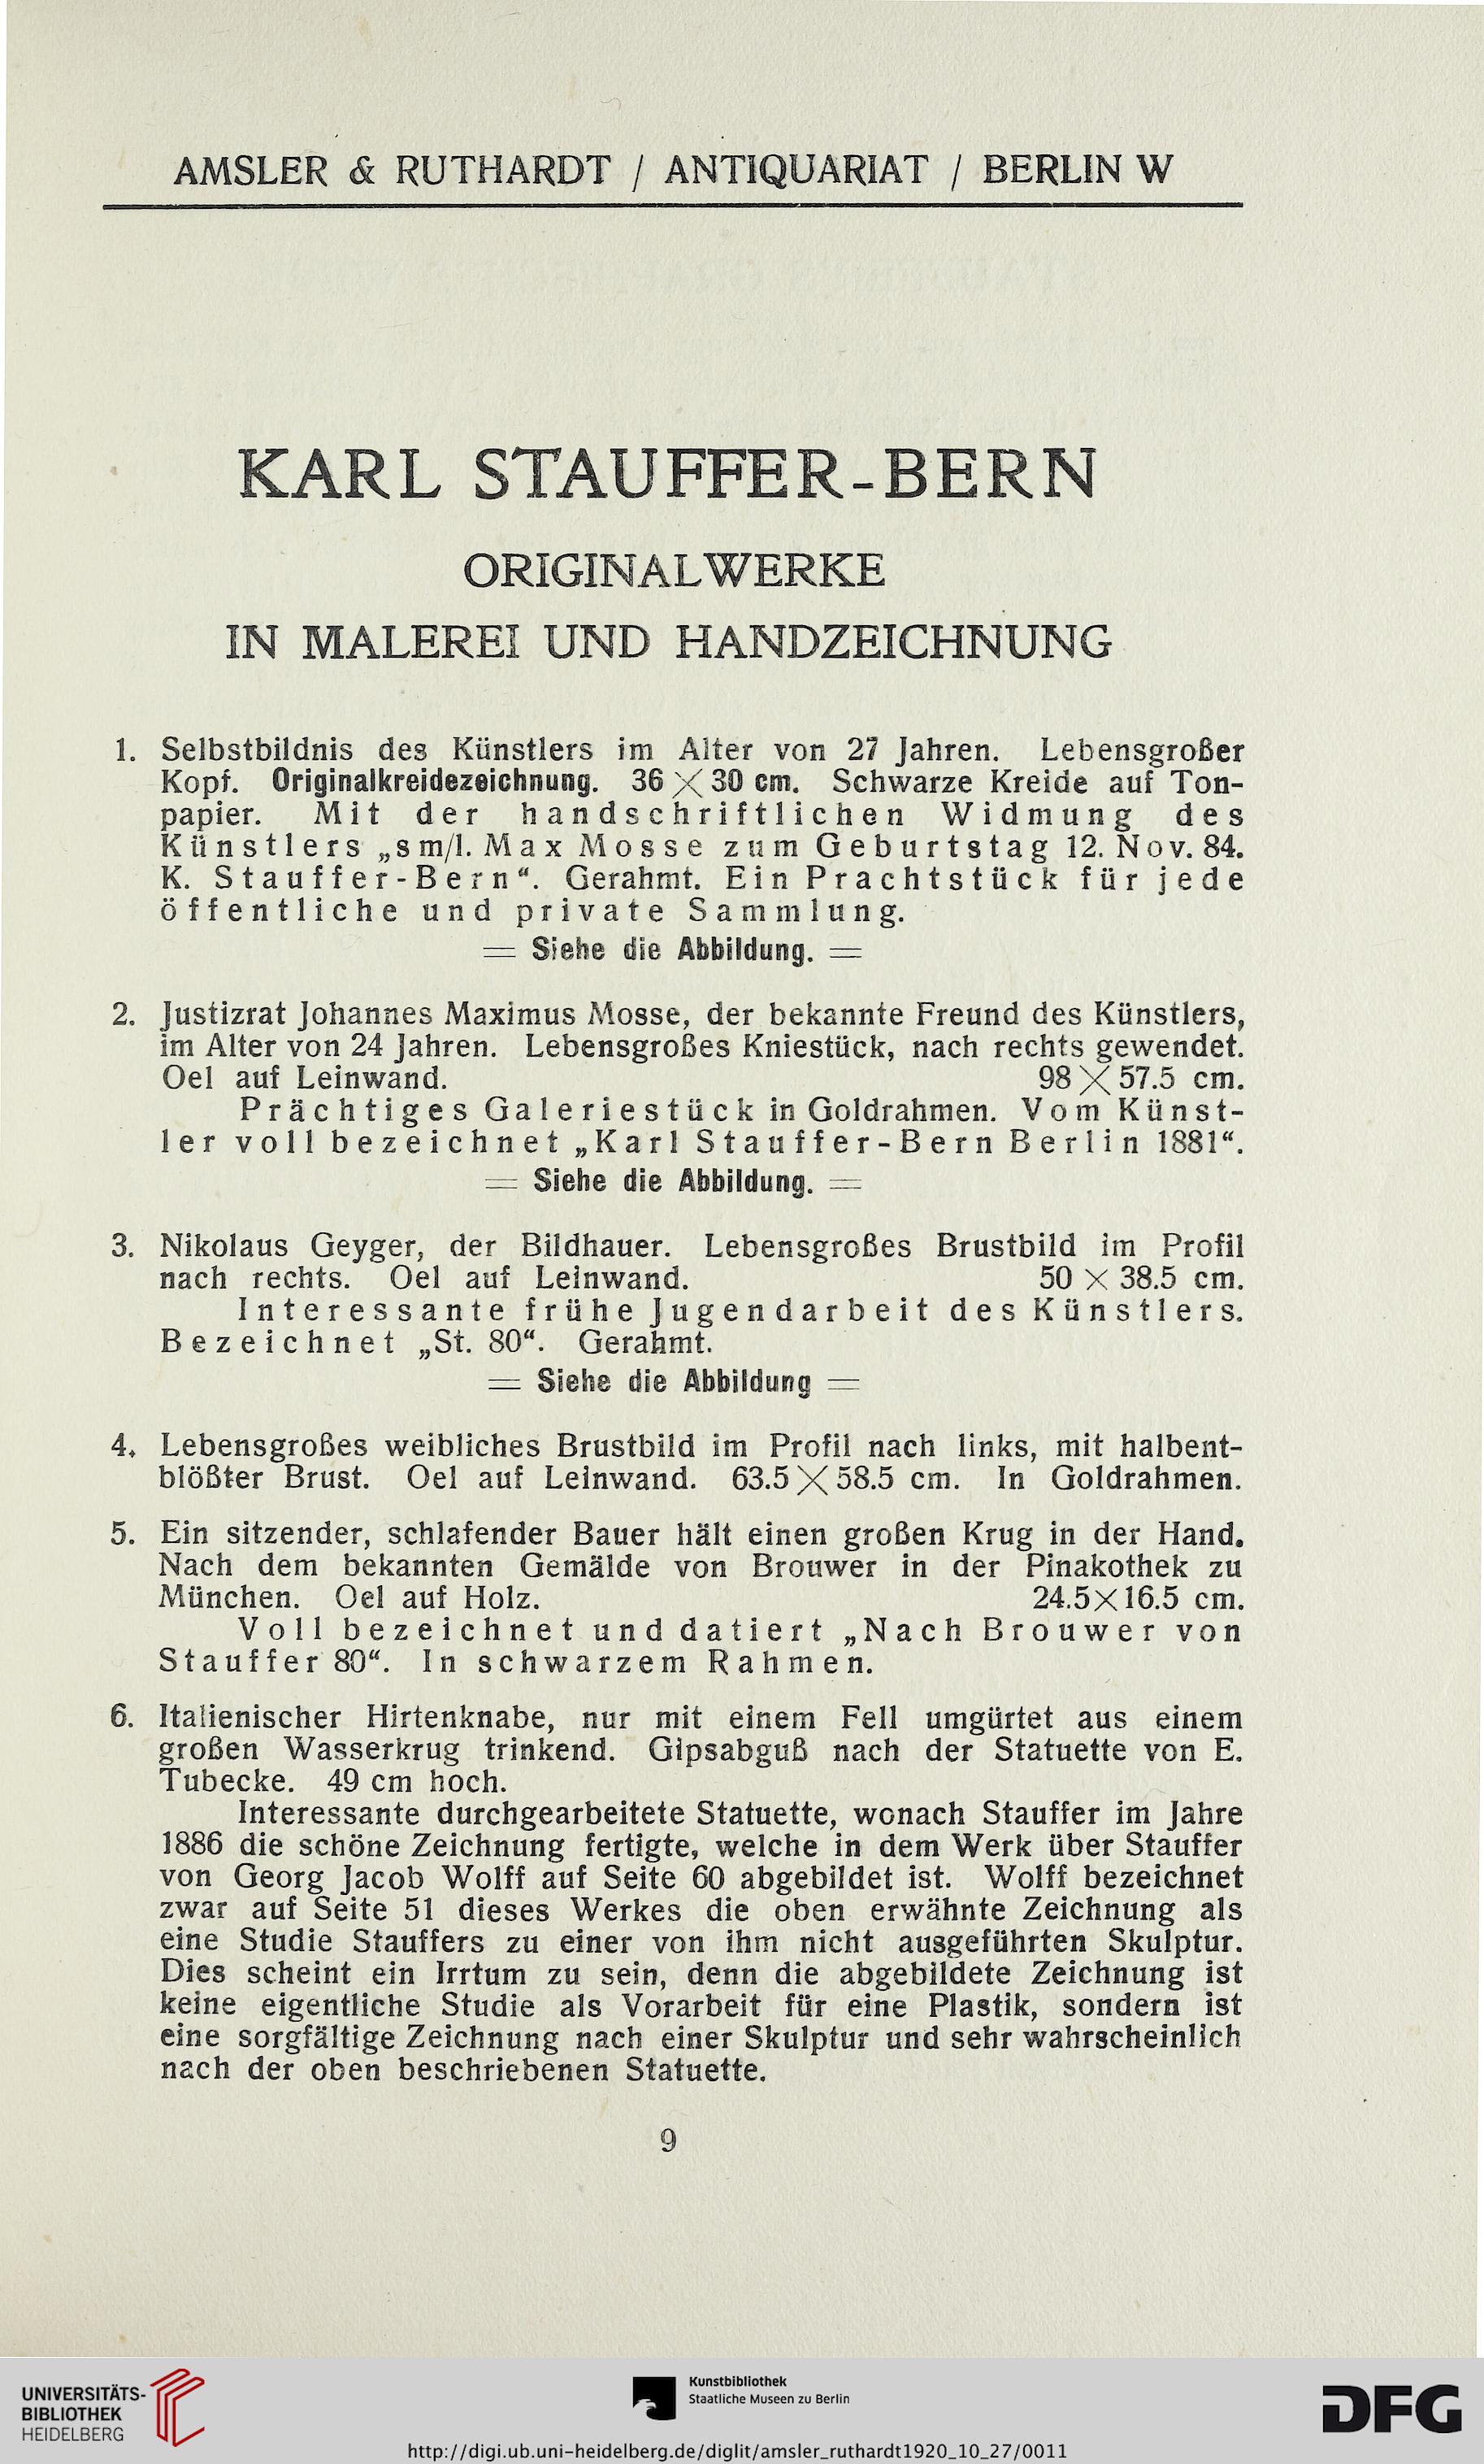 AMSLER & RUTHARDT / ANTIQUARIAT / BERLIN W
KARL STAUFFER-BERN
ORIGINALWERKE
IN MALEREI UND HANDZEICHNUNG
1. Selbstbildnis des Künstlers im Alter von 27 Jahren. Lebensgroßer
Kopf. Originalkreidezeichnung. 36 × 30 cm. Schwarze Kreide auf Ton-
papier. Mit der handschriftlichen Widmung des
Künstlers „sm/l. Max Mosse zum Geburtstag 12. Nov. 84.
K. Stauffer-Bern“. Gerahmt. Ein Prachtstück für jede
öffentliche und private Sammlung.
= Siehe die Abbildung. =
2. Justizrat Johannes Maximus Mosse, der bekannte Freund des Künstlers,
im Alter von 24 Jahren. Lebensgroßes Kniestück, nach rechts gewendet.
Oel auf Leinwand. 98 × 57.5 cm.
Prächtiges Galeriestück in Goldrahmen. Vom Künst-
ler voll bezeichnet „Karl Stauffer-Bern Berlin 1881“.
= Siehe die Abbildung. =
3. Nikolaus Geyger, der Bildhauer. Lebensgroßes Brustbild im Profil
nach rechts. Oel auf Leinwand. 50 × 38.5 cm.
Interessante frühe Jugendarbeit des Künstlers.
Bezeichnet „St. 80“. Gerahmt.
= Siehe die Abbildung =
4. Lebensgroßes weibliches Brustbild im Profil nach links, mit halbent-
blößter Brust. Oel auf Leinwand. 63.5 × 58.5 cm. In Goldrahmen.
5. Ein sitzender, schlafender Bauer hält einen großen Krug in der Hand.
Nach dem bekannten Gemälde von Brouwer in der Pinakothek zu
München. Oel auf Holz. 24.5×16.5 cm.
Voll bezeichnet und datiert „Nach Brouwer von
Stauffer 80“. In schwarzem Rahmen.
6. Italienischer Hirtenknabe, nur mit einem Fell umgürtet aus einem
großen Wasserkrug trinkend. Gipsabguß nach der Statuette von E.
Tubecke. 49 cm hoch.
Interessante durchgearbeitete Statuette, wonach Stauffer im Jahre
1886 die schöne Zeichnung fertigte, welche in dem Werk über Stauffer
von Georg Jacob Wolff auf Seite 60 abgebildet ist. Wolff bezeichnet
zwar auf Seite 51 dieses Werkes die oben erwähnte Zeichnung als
eine Studie Stauffers zu einer von ihm nicht ausgeführten Skulptur.
Dies scheint ein Irrtum zu sein, denn die abgebildete Zeichnung ist
keine eigentliche Studie als Vorarbeit für eine Plastik, sondern ist
eine sorgfältige Zeichnung nach einer Skulptur und sehr wahrscheinlich
nach der oben beschriebenen Statuette.
9
UNIVERSITÄTS-
BIBLIOTHEK
HEIDELBERG
Kunstbibliothek
Staatliche Museen zu Berlin
DFG
http://digi.ub.uni-heidelberg.de/diglit/amsler_ruthardt1920_10_27/0011